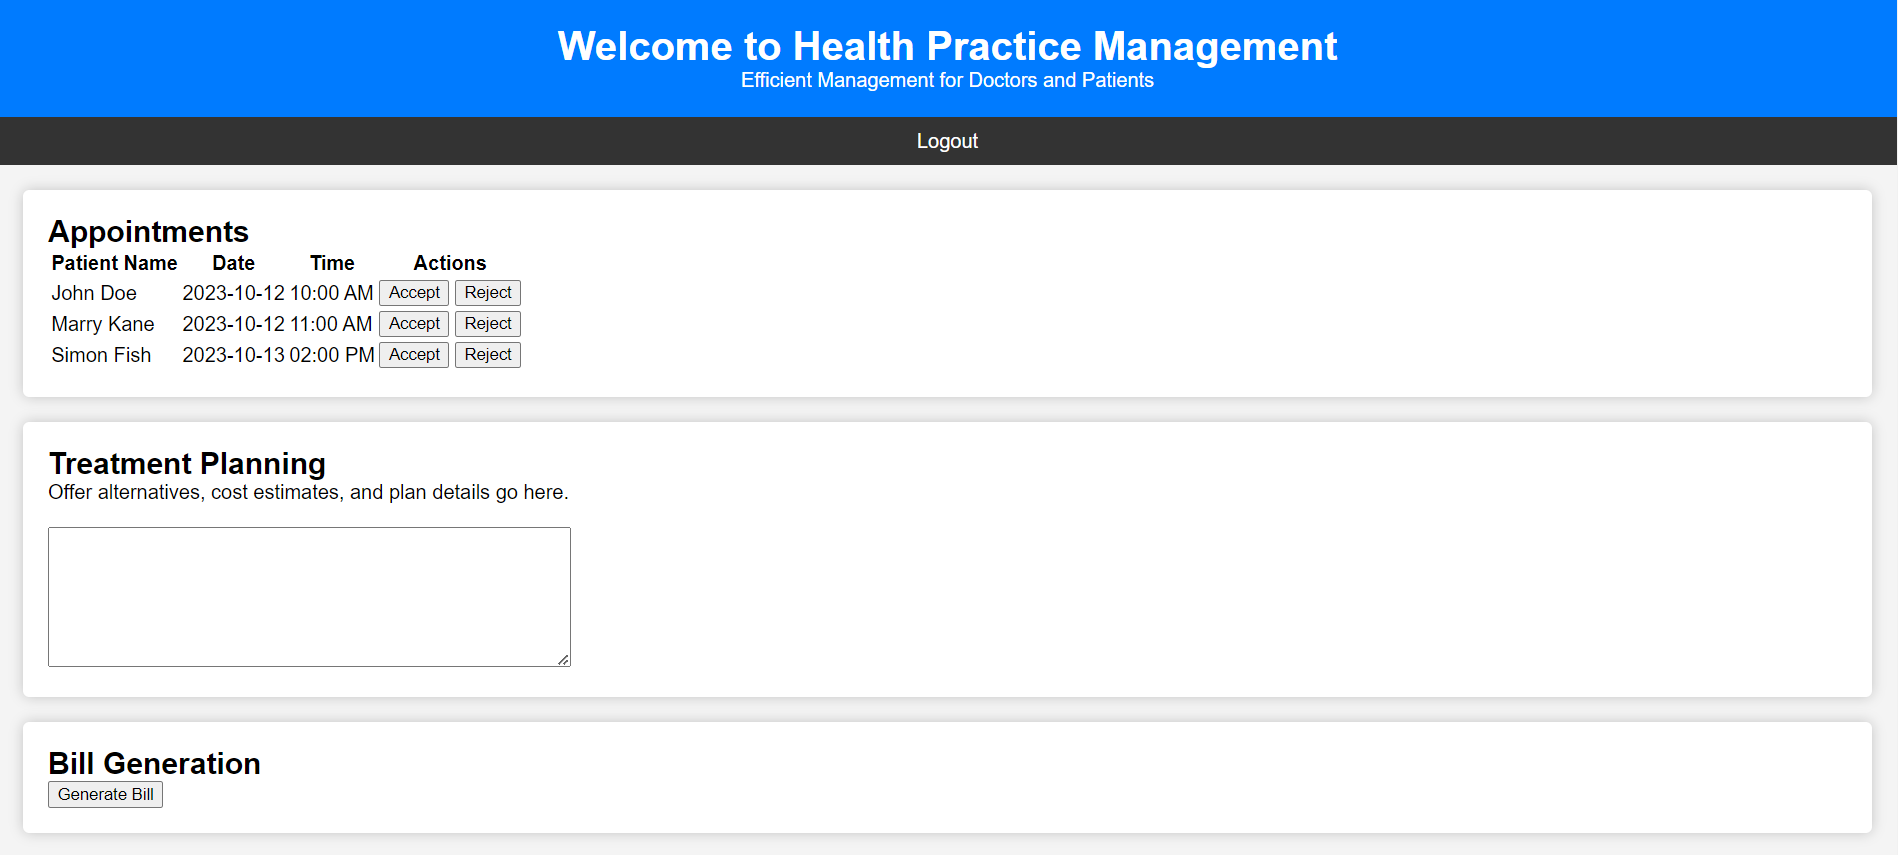 Welcome to Health Practice Management
Efficient Management for Doctors and Patients
Logout
Appointments
Patient Name Date Time Actions
John Doe 2023-10-12 10:00 AM Accept Reject
Marry Kane 2023-10-12 11:00 AM Accept Reject
Simon Fish 2023-10-13 02:00 PM Accept Reject
Treatment Planning
Offer alternatives, cost estimates, and plan details go here.
Bill Generation
Generate Bill